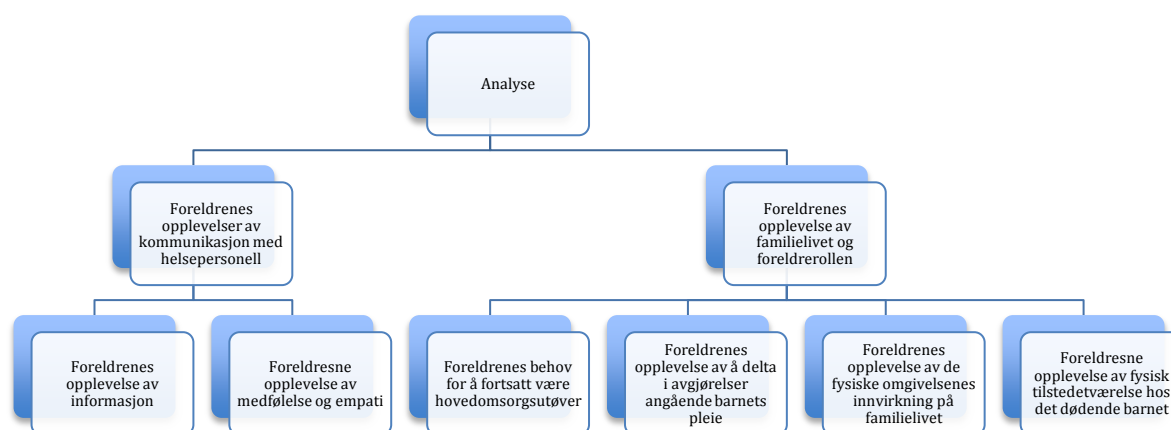 Analyse
Foreldrenes
opplevelser av
kommunikasjon med
helsepersonell
Foreldrenes
opplevelse av
familielivet og
foreldrerollen
Foreldrenes
opplevelse av
informasjon
Foreldresne
opplevelse av
medfølelse og empati
Foreldrenes behov
for å fortsatt være
hovedomsorgsutøver
Foreldrenes
opplevelse av å delta
i avgjørelser
angående barnets
pleie
Foreldrenes
opplevelse av de
fysiske omgivelsenes
innvirkning på
familielivet
Foreldresne
opplevelse av fysisk
tilstedetværelse hos
det dødende barnet